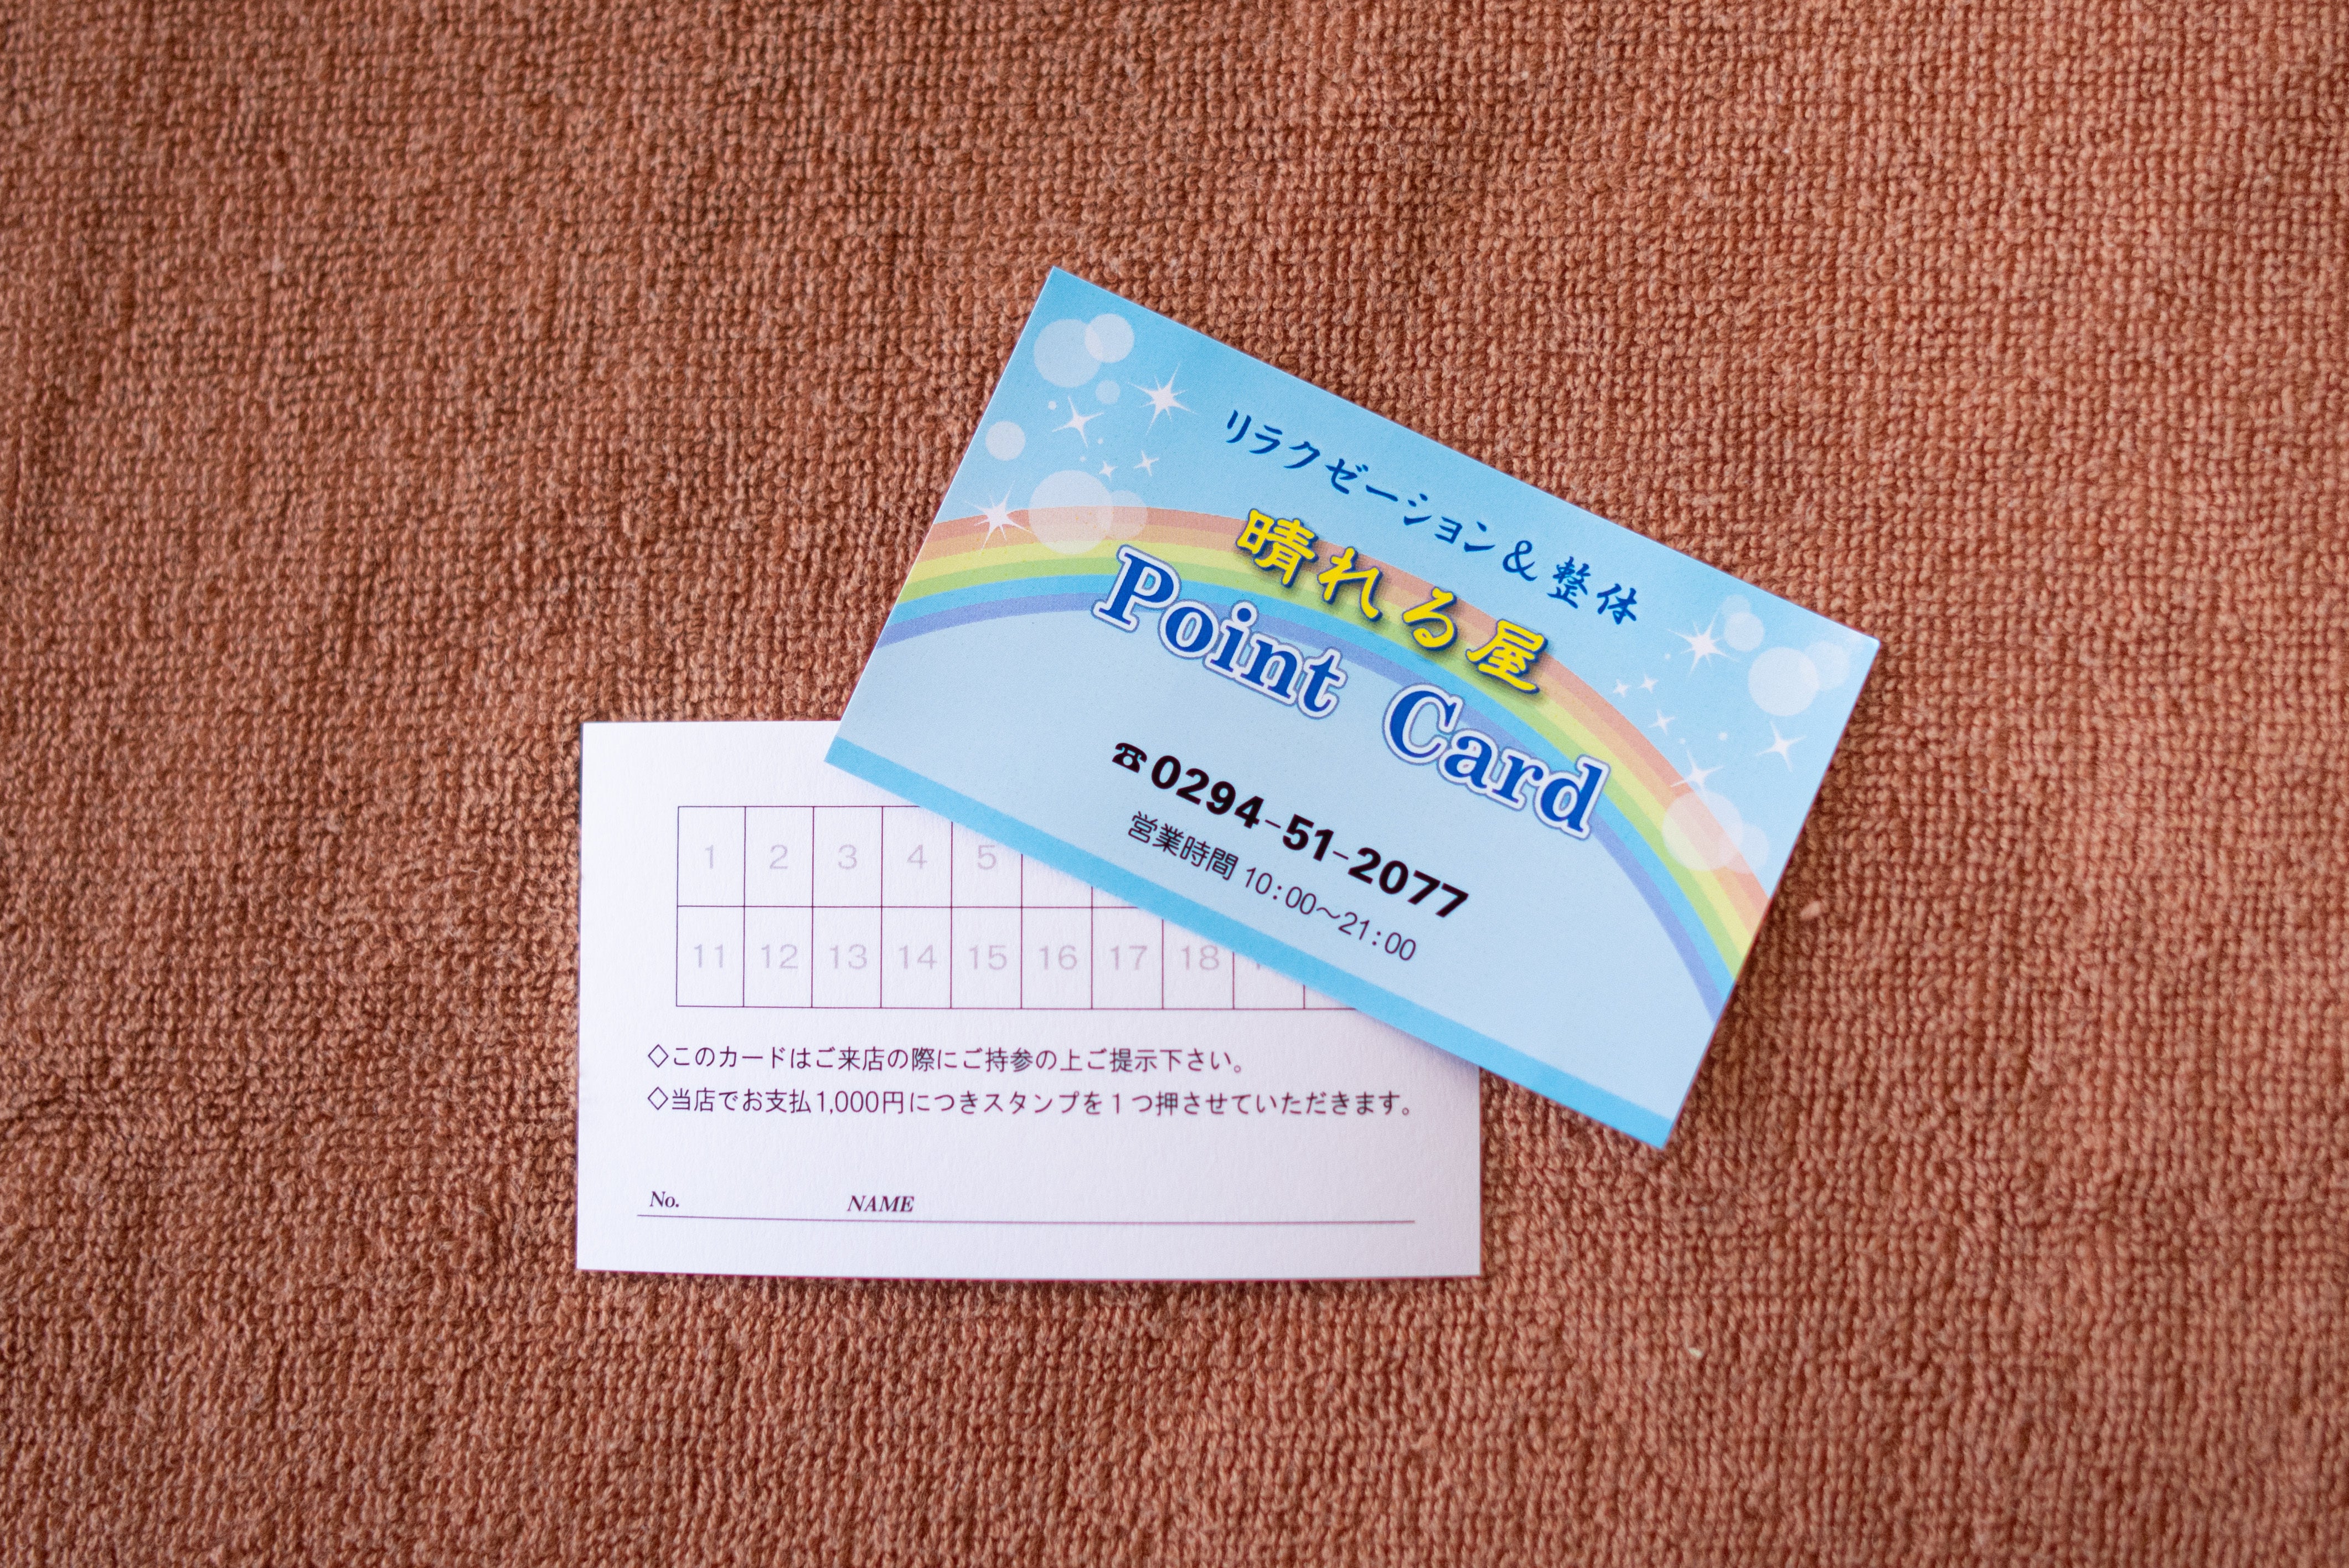 リラクゼーション&整体
晴れる屋
Point Card
☎0294-51-2077
営業時間 10:00〜21:00
1 2 3 4 5
11 12 13 14 15 16 17 18
◇このカードはご来店の際にご持参の上ご提示下さい。
◇当店でお支払1,000円につきスタンプを1つ押させていただきます。
No. NAME